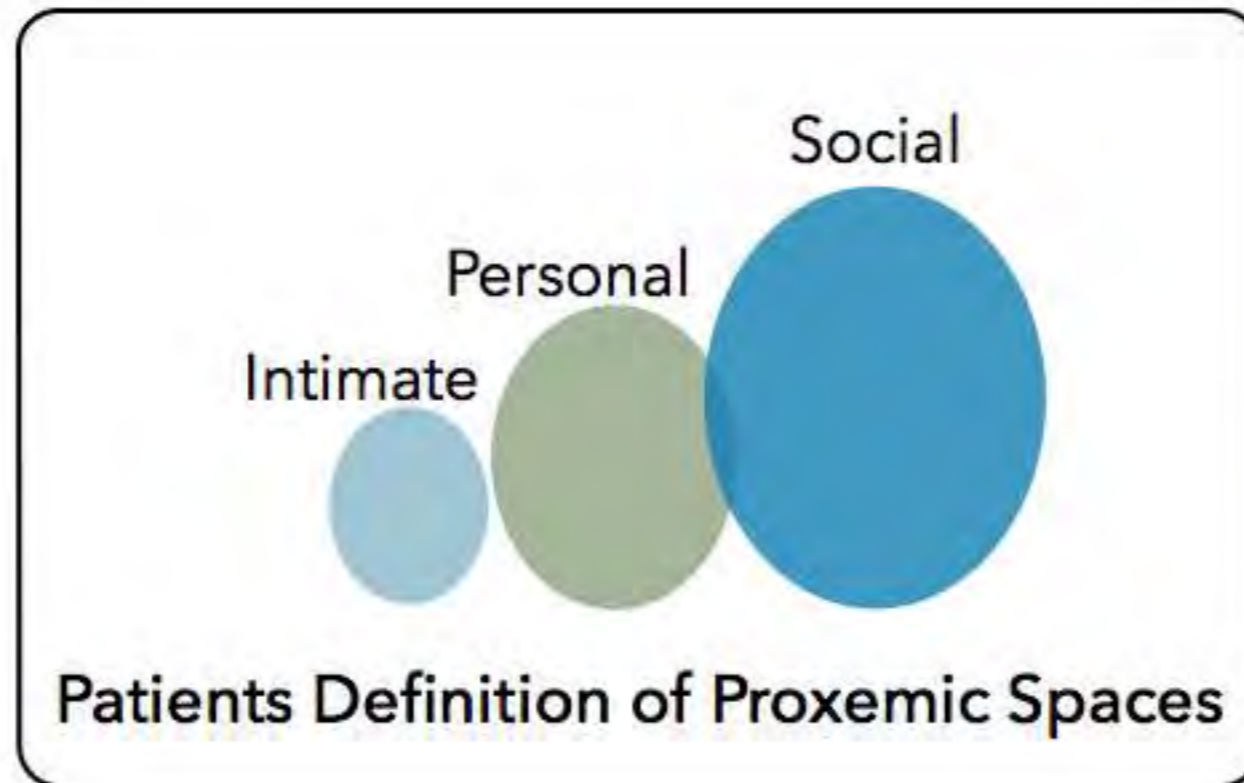 Social
Personal
Intimate
Patients Definition of Proxemic Spaces